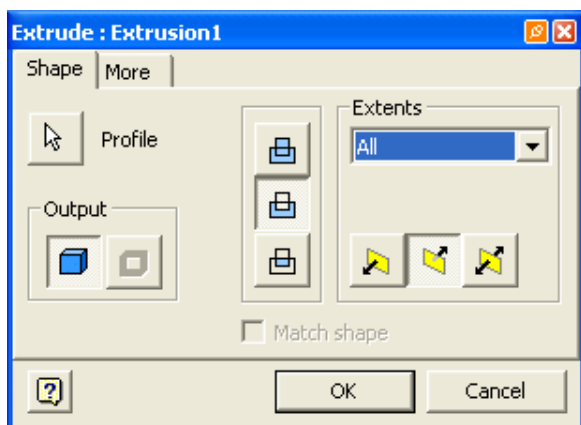 Extrude : Extrusion1
Shape More
Profile
Extents
All
Output
Match shape
OK Cancel